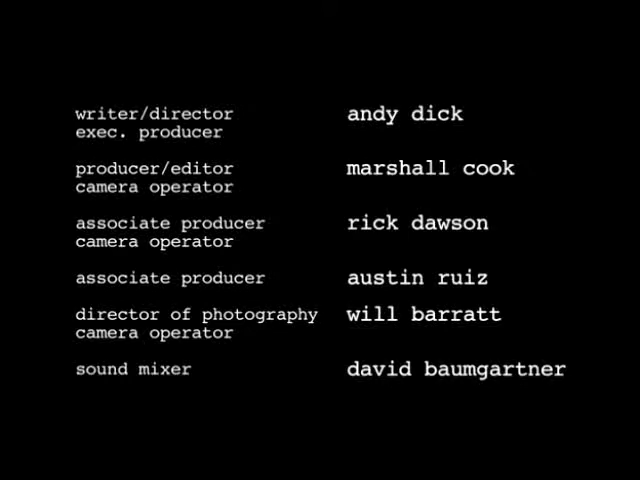 writer/director andy dick
exec. producer
producer/editor marshall cook
camera operator
associate producer rick dawson
camera operator
associate producer austin ruiz
director of photography will barratt
camera operator
sound mixer david baumgartner